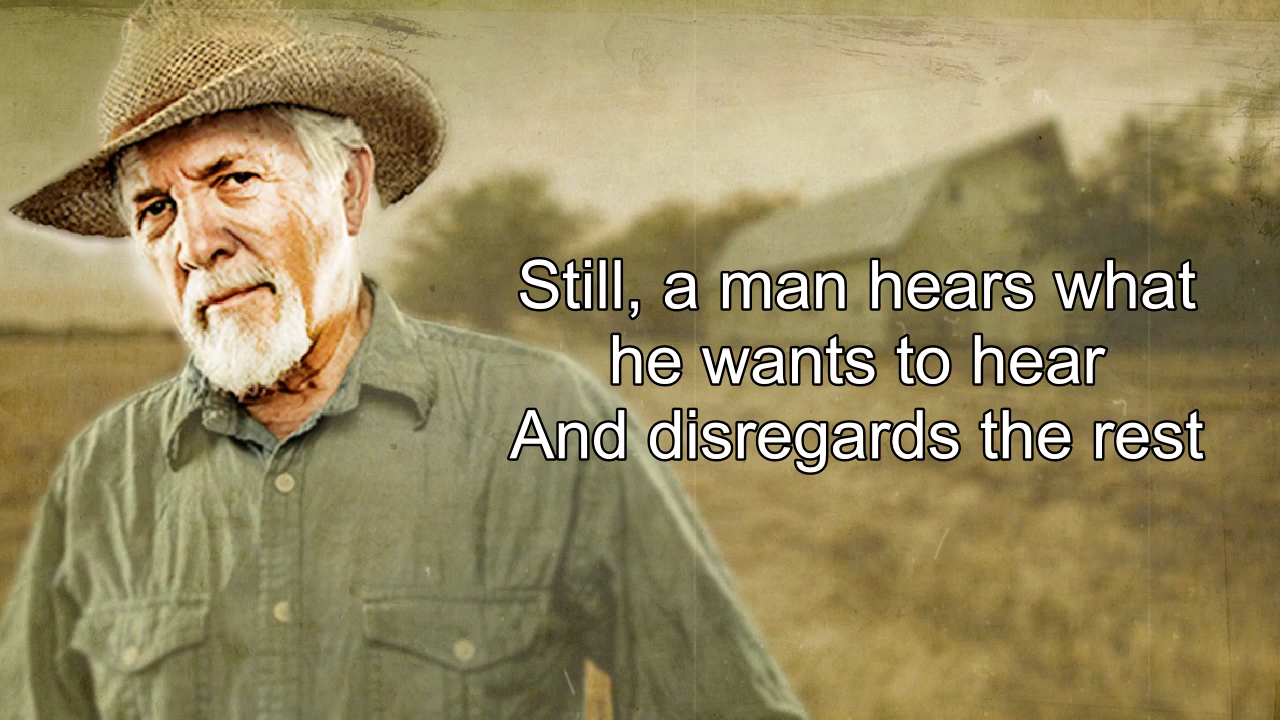 Still, a man hears what
he wants to hear
And disregards the rest